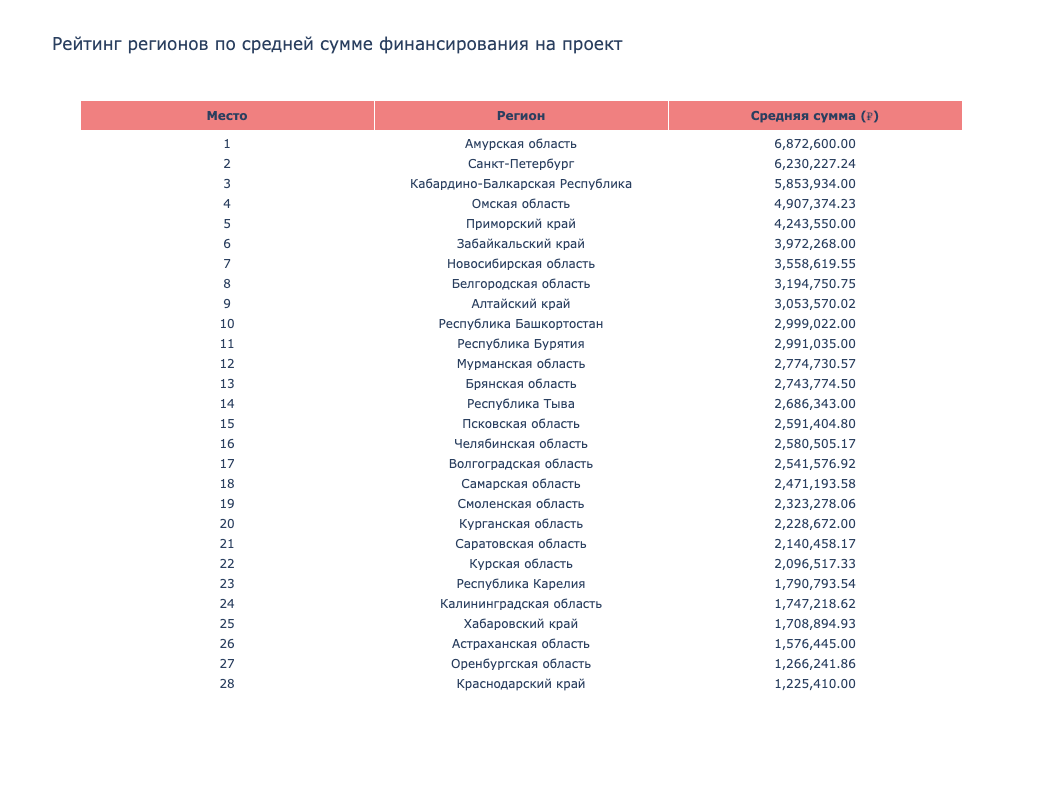 Рейтинг регионов по средней сумме финансирования на проект
Место Регион Средняя сумма (₽)
1 Амурская область 6,872,600.00
2 Санкт-Петербург 6,230,227.24
3 Кабардино-Балкарская Республика 5,853,934.00
4 Омская область 4,907,374.23
5 Приморский край 4,243,550.00
6 Забайкальский край 3,972,268.00
7 Новосибирская область 3,558,619.55
8 Белгородская область 3,194,750.75
9 Алтайский край 3,053,570.02
10 Республика Башкортостан 2,999,022.00
11 Республика Бурятия 2,991,035.00
12 Мурманская область 2,774,730.57
13 Брянская область 2,743,774.50
14 Республика Тыва 2,686,343.00
15 Псковская область 2,591,404.80
16 Челябинская область 2,580,505.17
17 Волгоградская область 2,541,576.92
18 Самарская область 2,471,193.58
19 Смоленская область 2,323,278.06
20 Курганская область 2,228,672.00
21 Саратовская область 2,140,458.17
22 Курская область 2,096,517.33
23 Республика Карелия 1,790,793.54
24 Калининградская область 1,747,218.62
25 Хабаровский край 1,708,894.93
26 Астраханская область 1,576,445.00
27 Оренбургская область 1,266,241.86
28 Краснодарский край 1,225,410.00